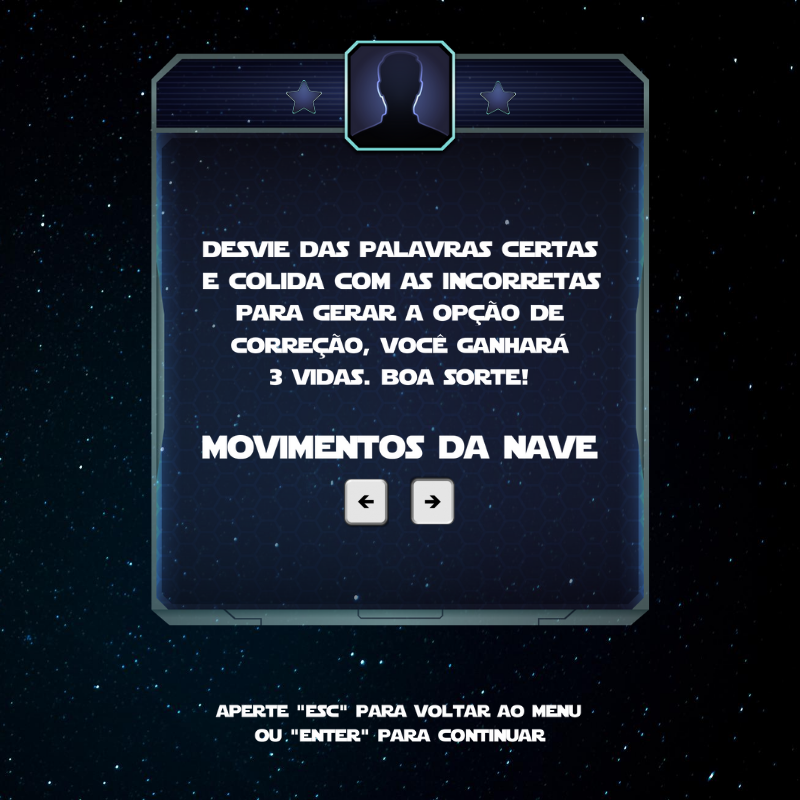 DESVIE DAS PALAVRAS CERTAS
E COLIDA COM AS INCORRETAS
PARA GERAR A OPÇÃO DE
CORREÇÃO, VOCÊ GANHARÁ
3 VIDAS. BOA SORTE!
MOVIMENTOS DA NAVE
← →
APERTE "ESC" PARA VOLTAR AO MENU
OU "ENTER" PARA CONTINUAR